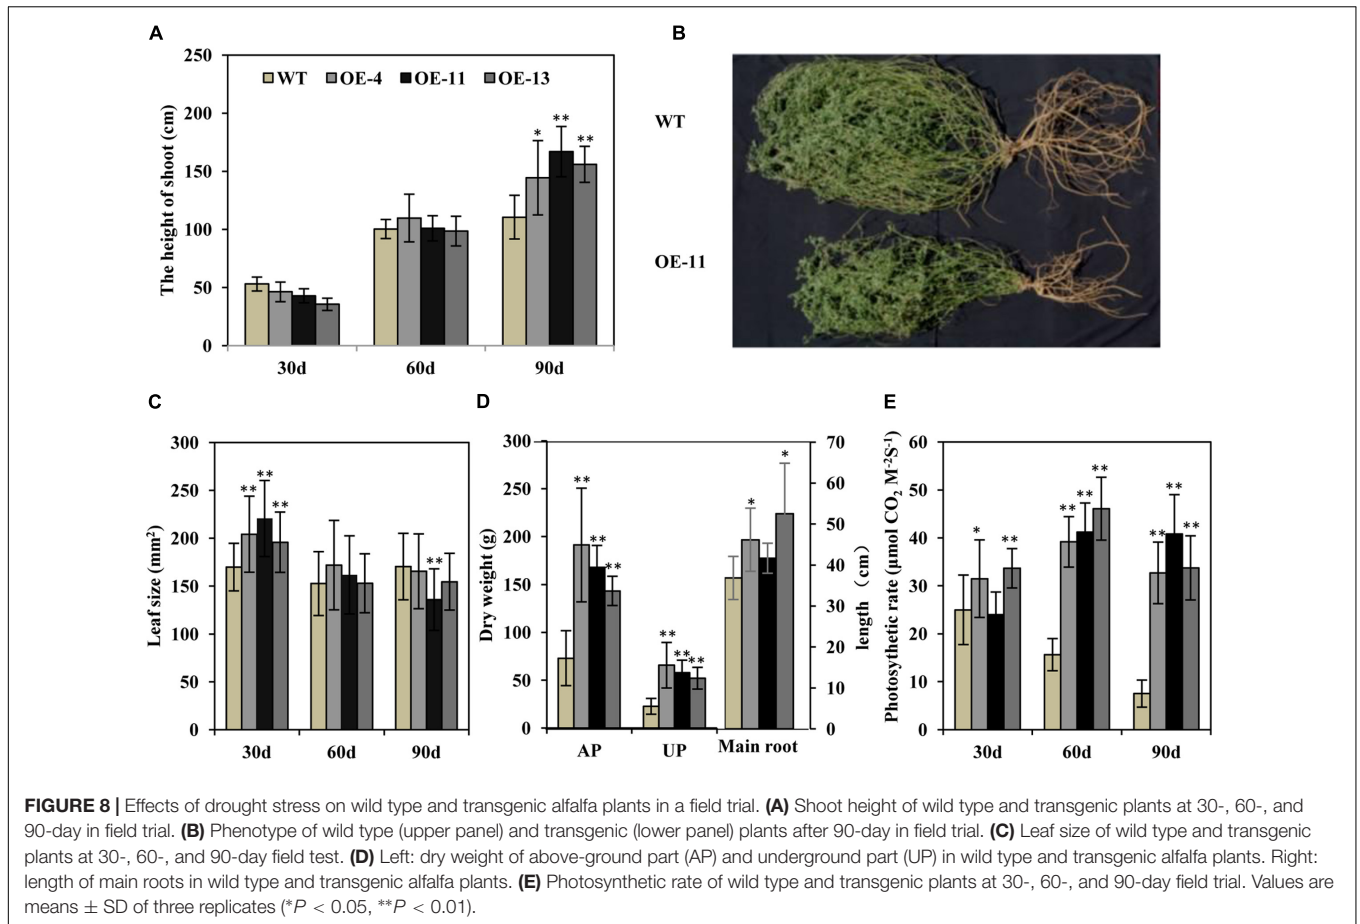 A
B
250
200
150
100
50
0
The height of shoot (cm)
WT OE-4 OE-11 OE-13
* ** **
30d 60d 90d
WT
OE-11
C
D
E
300
250
200
150
100
50
0
Leaf size (mm²)
** ** **
**
30d 60d 90d
300
250
200
150
100
50
0
Dry weight (g)
** ** **
** ** **
* *
AP UP Main root
70
60
50
40
30
20
10
0
length (cm)
60
50
40
30
20
10
0
Photosythetic rate (μmol CO₂ M⁻²S⁻¹)
* **
** ** **
** ** **
30d 60d 90d
FIGURE 8 | Effects of drought stress on wild type and transgenic alfalfa plants in a field trial. (A) Shoot height of wild type and transgenic plants at 30-, 60-, and
90-day in field trial. (B) Phenotype of wild type (upper panel) and transgenic (lower panel) plants after 90-day in field trial. (C) Leaf size of wild type and transgenic
plants at 30-, 60-, and 90-day field test. (D) Left: dry weight of above-ground part (AP) and underground part (UP) in wild type and transgenic alfalfa plants. Right:
length of main roots in wild type and transgenic alfalfa plants. (E) Photosynthetic rate of wild type and transgenic plants at 30-, 60-, and 90-day field trial. Values are
means ± SD of three replicates (*P < 0.05, **P < 0.01).